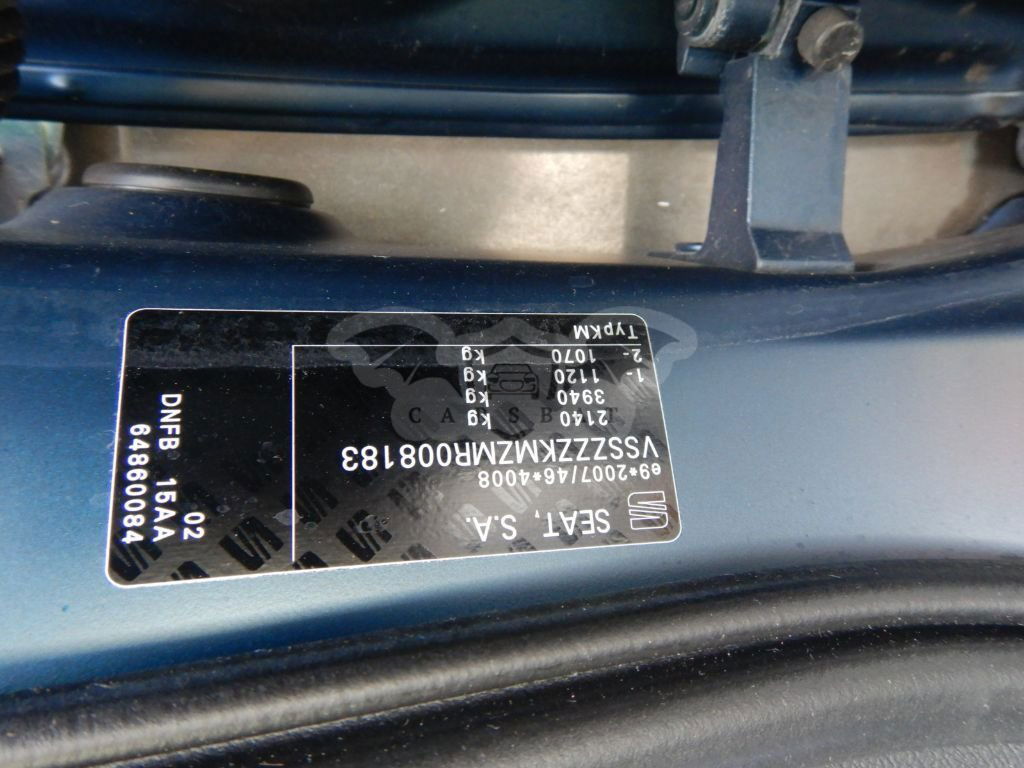 SEAT, S.A.
e9*2007/46*4008
VSSZZZKMZMR008183
2140 kg
3940 kg
1- 1120 kg
2- 1070 kg
TypKM
DNFB 15AA 02
64860084
CARSBAT